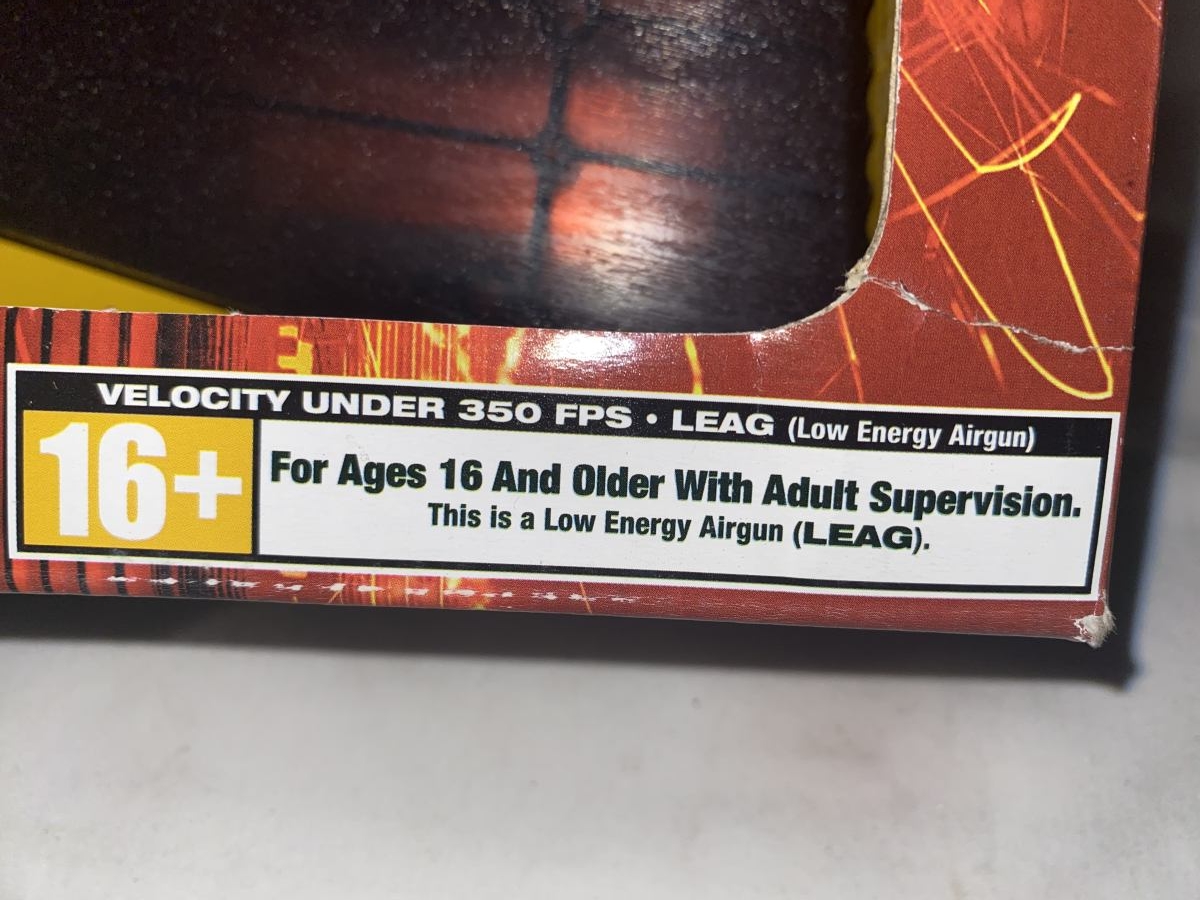 VELOCITY UNDER 350 FPS • LEAG (Low Energy Airgun)
16+
For Ages 16 And Older With Adult Supervision.
This is a Low Energy Airgun (LEAG).